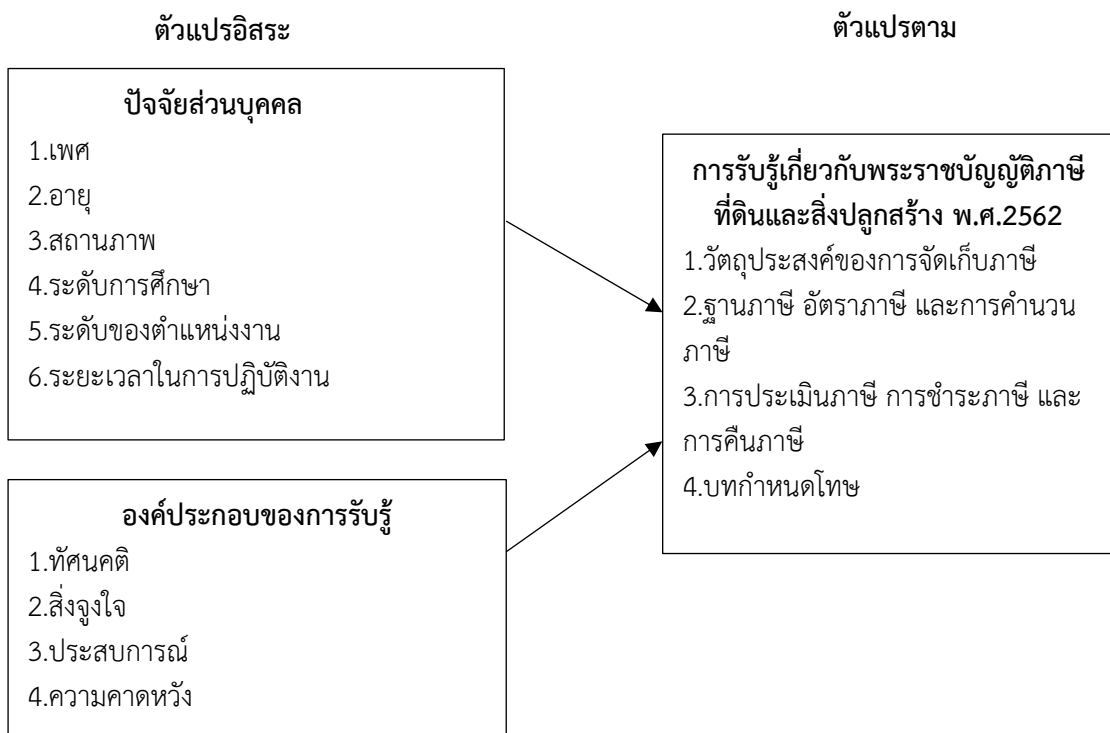 ตัวแปรอิสระ
ตัวแปรตาม
ปัจจัยส่วนบุคคล
1.เพศ
2.อายุ
3.สถานภาพ
4.ระดับการศึกษา
5.ระดับของตำแหน่งงาน
6.ระยะเวลาในการปฏิบัติงาน
องค์ประกอบของการรับรู้
1.ทัศนคติ
2.สิ่งจูงใจ
3.ประสบการณ์
4.ความคาดหวัง
การรับรู้เกี่ยวกับพระราชบัญญัติภาษี
ที่ดินและสิ่งปลูกสร้าง พ.ศ.2562
1.วัตถุประสงค์ของการจัดเก็บภาษี
2.ฐานภาษี อัตราภาษี และการคำนวน
ภาษี
3.การประเมินภาษี การชำระภาษี และ
การคืนภาษี
4.บทกำหนดโทษ